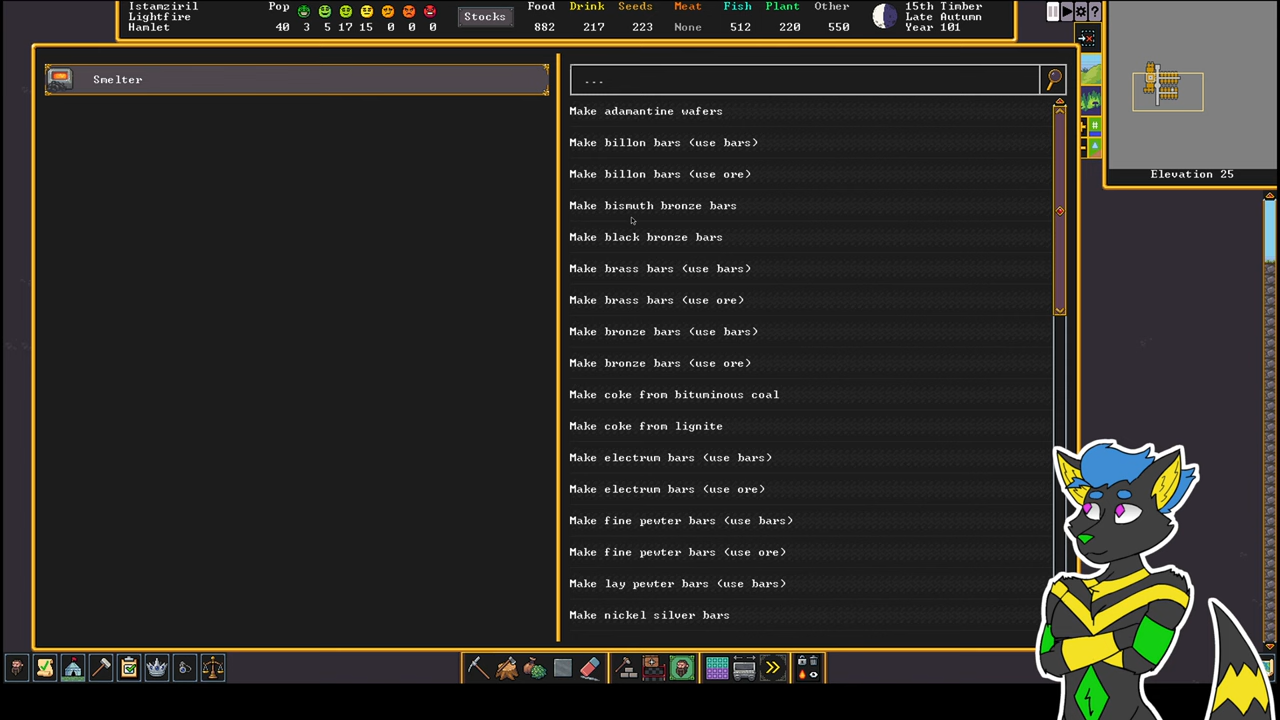 Istamziril Pop Food Drink Seeds Meat Fish Plant Other 15th Timber
Lightfire Stocks Late Autumn
Hamlet 40 3 5 17 15 0 0 0 882 217 223 None 512 220 550 Year 101
Smelter
...
Make adamantine wafers
Make billon bars (use bars)
Make billon bars (use ore)
Make bismuth bronze bars
Make black bronze bars
Make brass bars (use bars)
Make brass bars (use ore)
Make bronze bars (use bars)
Make bronze bars (use ore)
Make coke from bituminous coal
Make coke from lignite
Make electrum bars (use bars)
Make electrum bars (use ore)
Make fine pewter bars (use bars)
Make fine pewter bars (use ore)
Make lay pewter bars (use bars)
Make nickel silver bars
Elevation 25